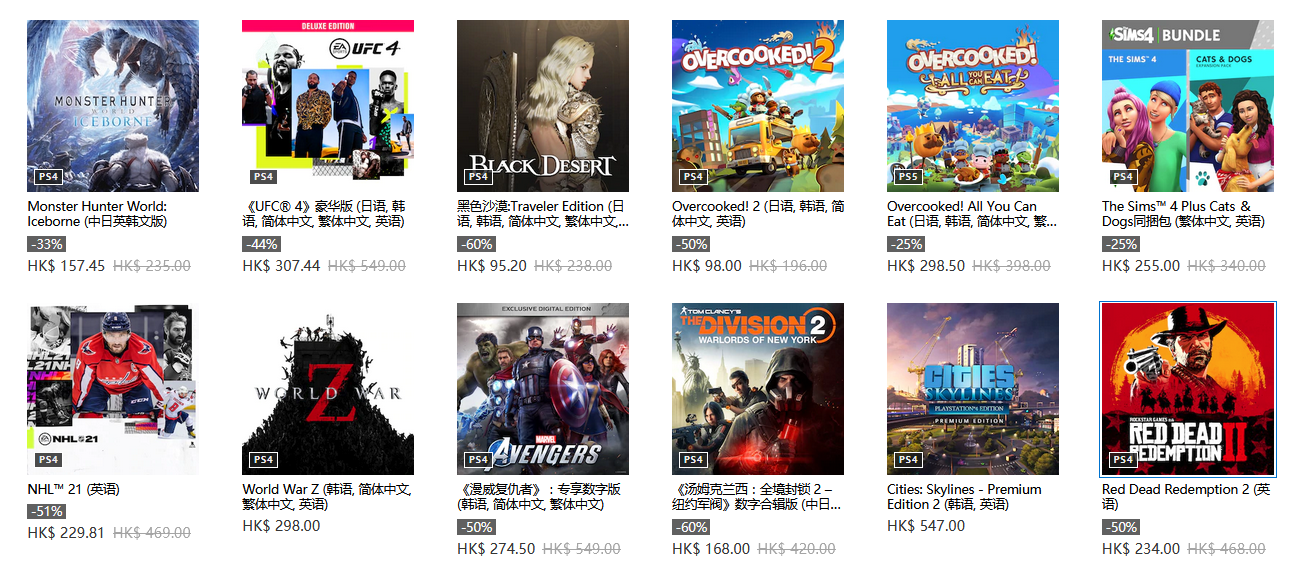 MONSTER HUNTER
WORLD
ICEBORNE
PS4
Monster Hunter World:
Iceborne (中日英韩文版)
-33%
HK$ 157.45 HK$ 235.00
DELUXE EDITION
EA SPORTS UFC 4
PS4
《UFC® 4》豪华版 (日语, 韩
语, 简体中文, 繁体中文, 英语)
-44%
HK$ 307.44 HK$ 549.00
BLACK DESERT
PS4
黑色沙漠:Traveler Edition (日
语, 韩语, 简体中文, 繁体中文,...
-60%
HK$ 95.20 HK$ 238.00
OVERCOOKED! 2
PS4
Overcooked! 2 (日语, 韩语, 简
体中文, 英语)
-50%
HK$ 98.00 HK$ 196.00
OVERCOOKED!
ALL YOU CAN EAT
PS5
Overcooked! All You Can
Eat (日语, 韩语, 简体中文, 繁...
-25%
HK$ 298.50 HK$ 398.00
THE SIMS 4 BUNDLE
THE SIMS™ 4
CATS & DOGS
EXPANSION PACK
PS4
The Sims™ 4 Plus Cats &
Dogs同捆包 (繁体中文, 英语)
-25%
HK$ 255.00 HK$ 340.00
NHL 21
PS4
NHL™ 21 (英语)
-51%
HK$ 229.81 HK$ 469.00
WORLD WAR Z
PS4
World War Z (韩语, 简体中文,
繁体中文, 英语)
HK$ 298.00
EXCLUSIVE DIGITAL EDITION
MARVEL
AVENGERS
PS4
《漫威复仇者》：专享数字版
(韩语, 简体中文, 繁体中文)
-50%
HK$ 274.50 HK$ 549.00
TOM CLANCY'S
THE DIVISION 2
WARLORDS OF NEW YORK
PS4
《汤姆克兰西：全境封锁 2 –
纽约军阀》数字合辑版 (中日...
-60%
HK$ 168.00 HK$ 420.00
CITIES
SKYLINES
PLAYSTATION®4 EDITION
PREMIUM EDITION
PS4
Cities: Skylines - Premium
Edition 2 (韩语, 英语)
HK$ 547.00
ROCKSTAR GAMES
RED DEAD
REDEMPTION II
PS4
Red Dead Redemption 2 (英
语)
-50%
HK$ 234.00 HK$ 468.00